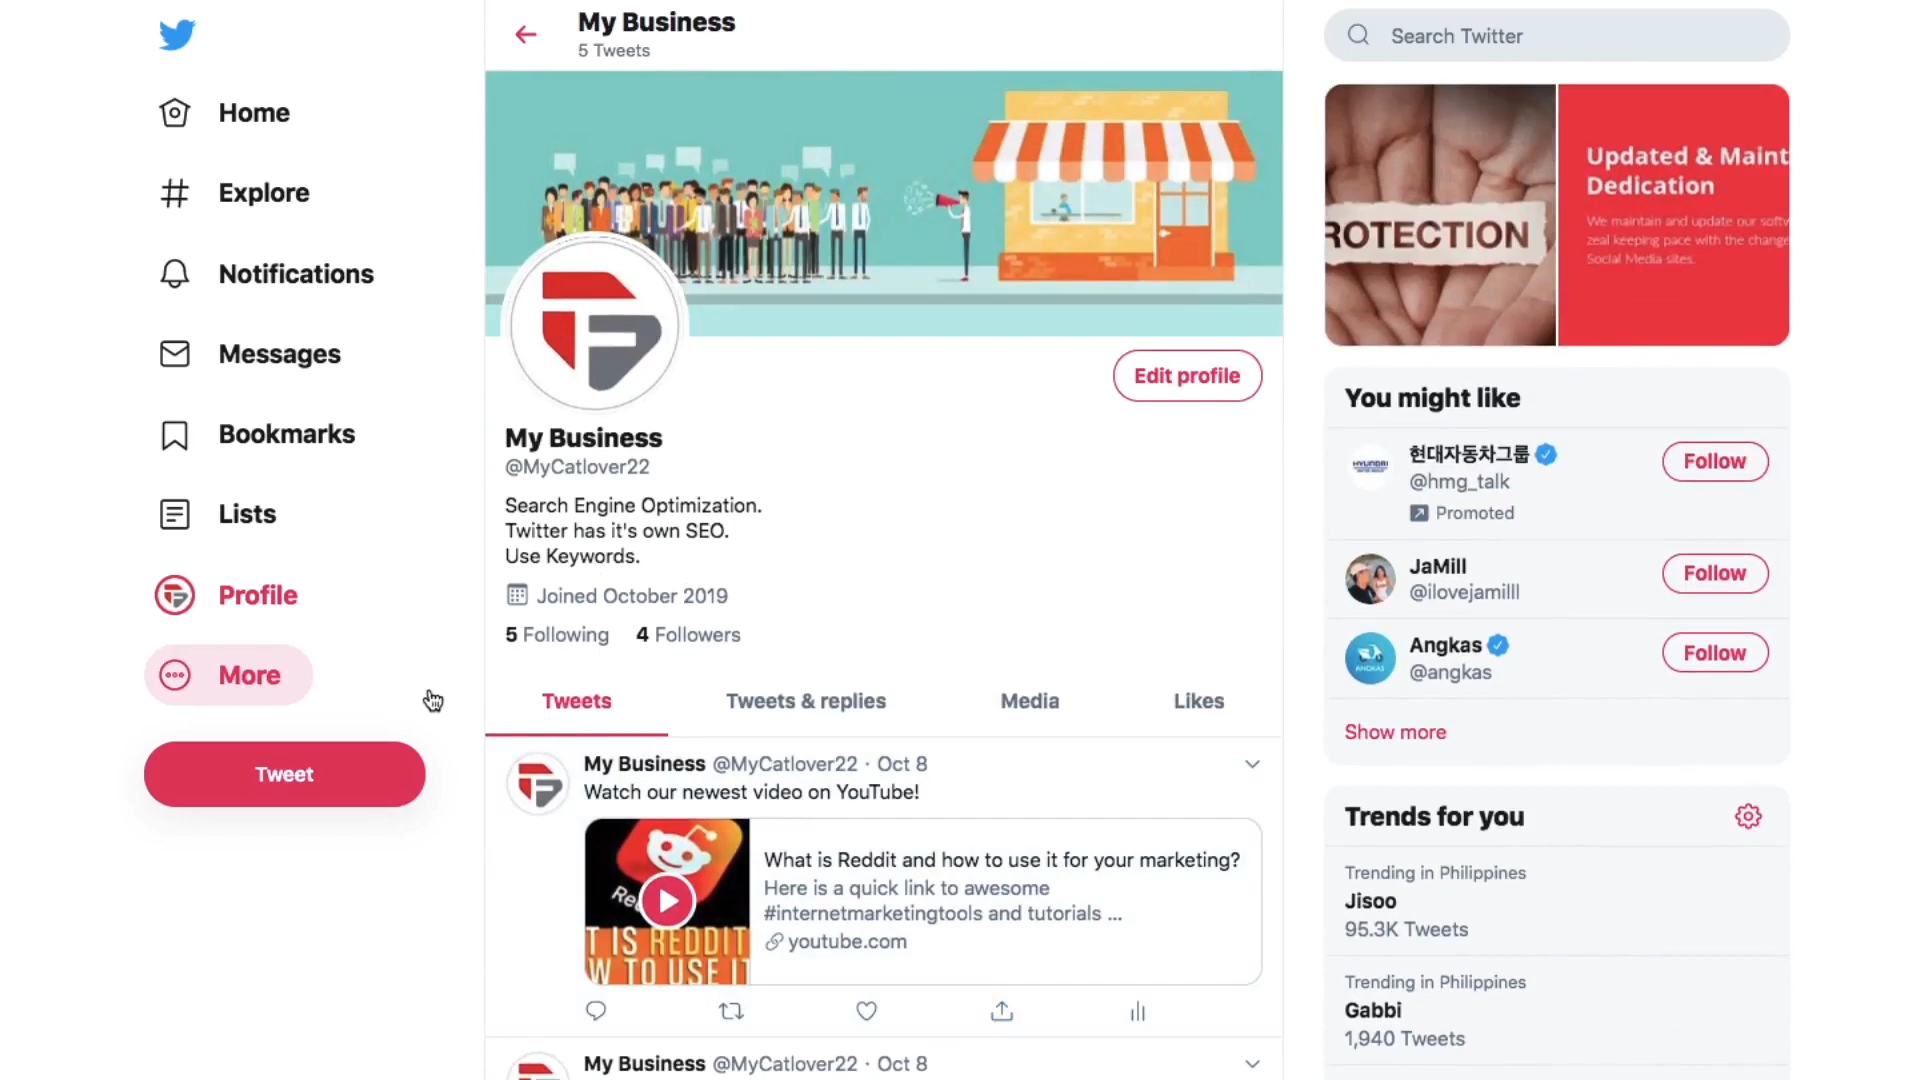 Home
Explore
Notifications
Messages
Bookmarks
Lists
Profile
More
Tweet
My Business
5 Tweets
Edit profile
My Business
@MyCatlover22
Search Engine Optimization.
Twitter has it's own SEO.
Use Keywords.
Joined October 2019
5 Following 4 Followers
Tweets Tweets & replies Media Likes
My Business @MyCatlover22 · Oct 8
Watch our newest video on YouTube!
T IS REDDIT
W TO USE IT
What is Reddit and how to use it for your marketing?
Here is a quick link to awesome
#internetmarketingtools and tutorials ...
youtube.com
My Business @MyCatlover22 · Oct 8
Search Twitter
ROTECTION
Updated & Maint
Dedication
We maintain and update our softw
zeal keeping pace with the change
Social Media sites.
You might like
HYUNDAI
현대자동차그룹
@hmg_talk
Promoted
Follow
JaMill
@ilovejamilll
Follow
ANGKAS
Angkas
@angkas
Follow
Show more
Trends for you
Trending in Philippines
Jisoo
95.3K Tweets
Trending in Philippines
Gabbi
1,940 Tweets